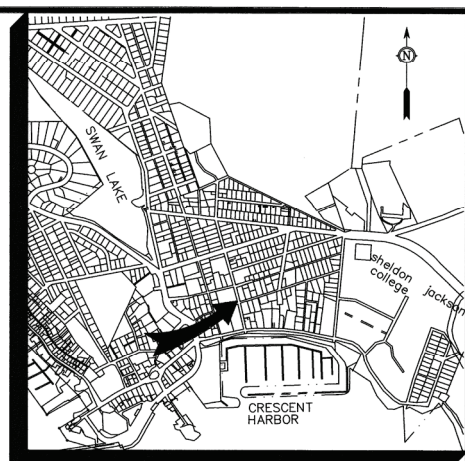 N
SWAN LAKE
sheldon jackson
college
CRESCENT
HARBOR